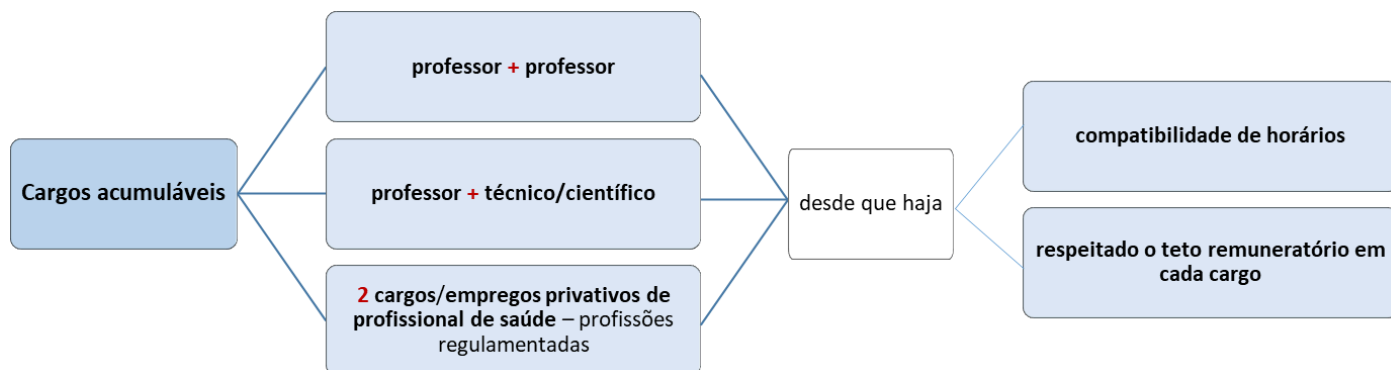 Cargos acumuláveis
professor + professor
professor + técnico/científico
2 cargos/empregos privativos de
profissional de saúde – profissões
regulamentadas
desde que haja
compatibilidade de horários
respeitado o teto remuneratório em
cada cargo